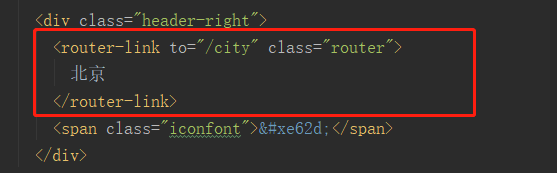 <div class="header-right">
<router-link to="/city" class="router">
北京
</router-link>
<span class="iconfont">&#xe62d;</span>
</div>